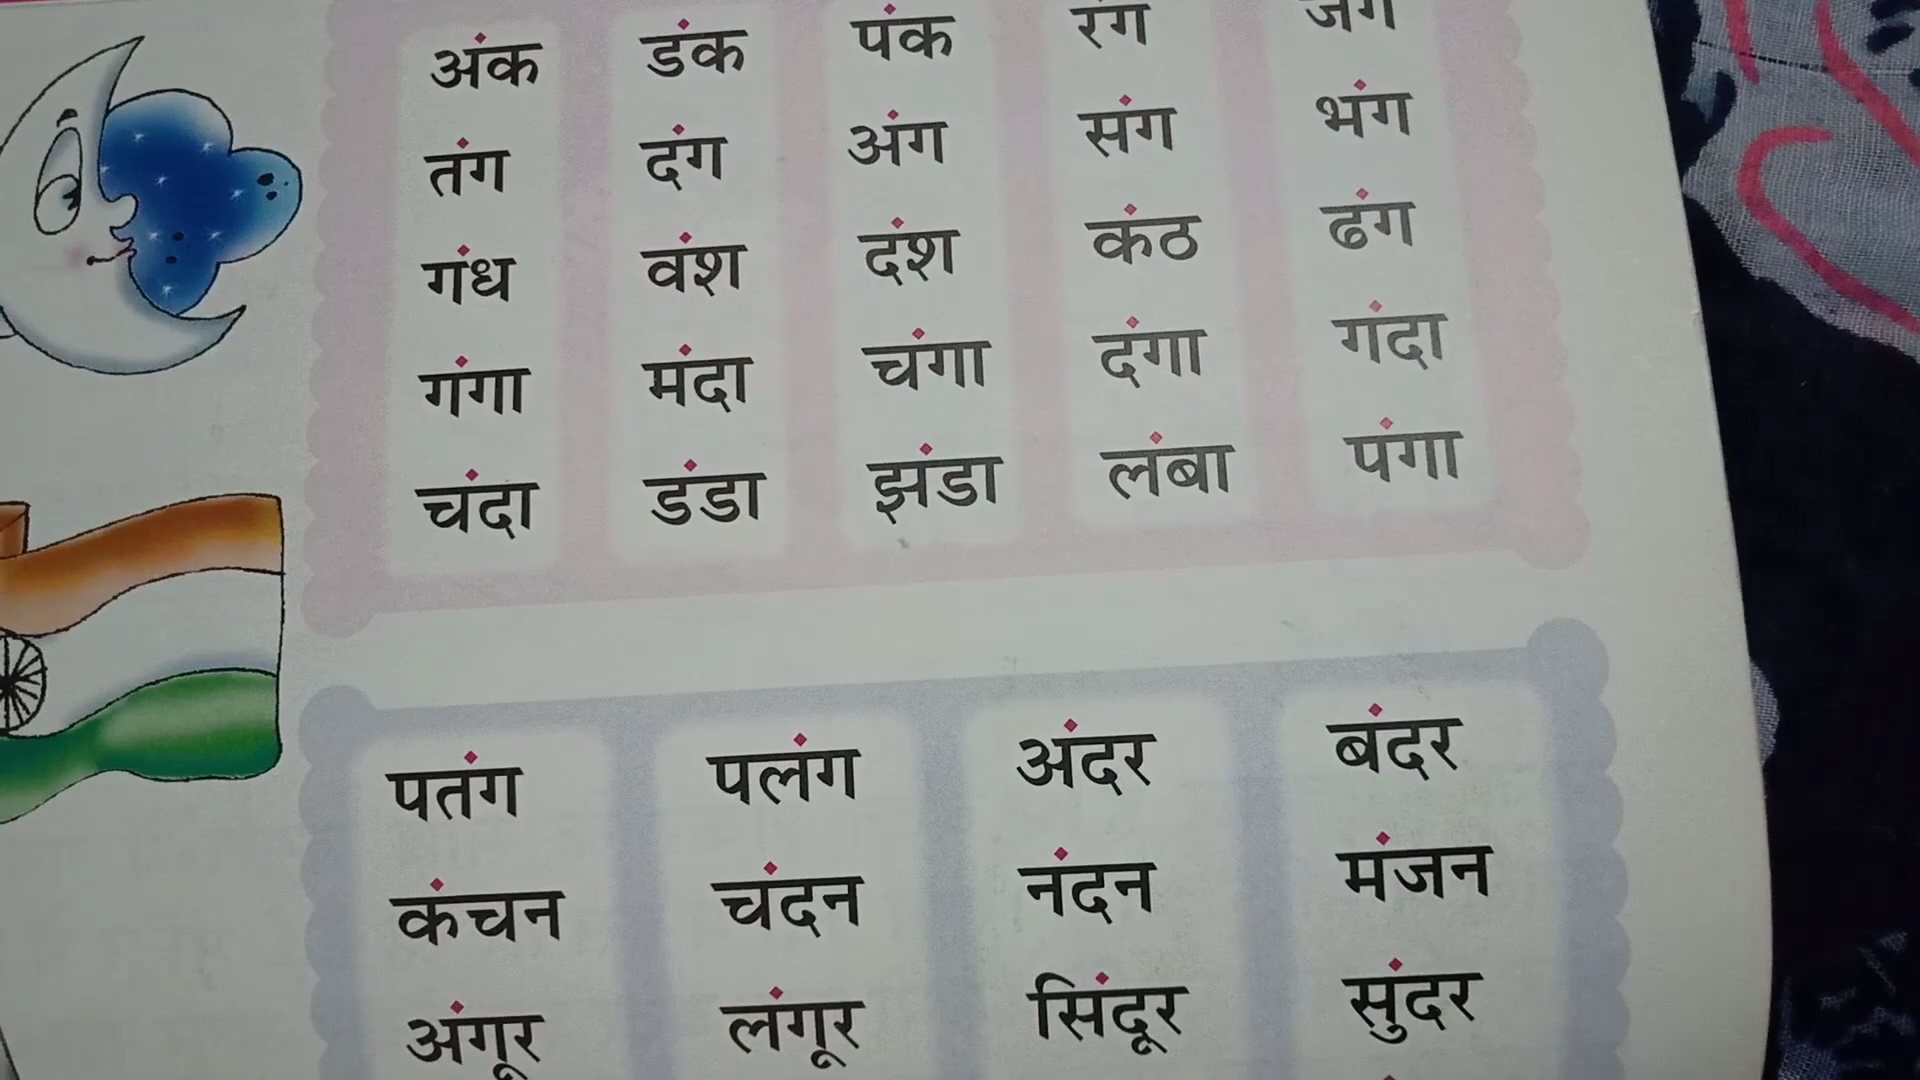 अंक डंक पंक रंग जंग
तंग दंग अंग संग भंग
गंध वंश दंश कंठ ढंग
गंगा मंदा चंगा दंगा गंदा
चंदा डंडा झंडा लंबा पंगा
पतंग पलंग अंदर बंदर
कंचन चंदन नंदन मंजन
अंगूर लंगूर सिंदूर सुंदर